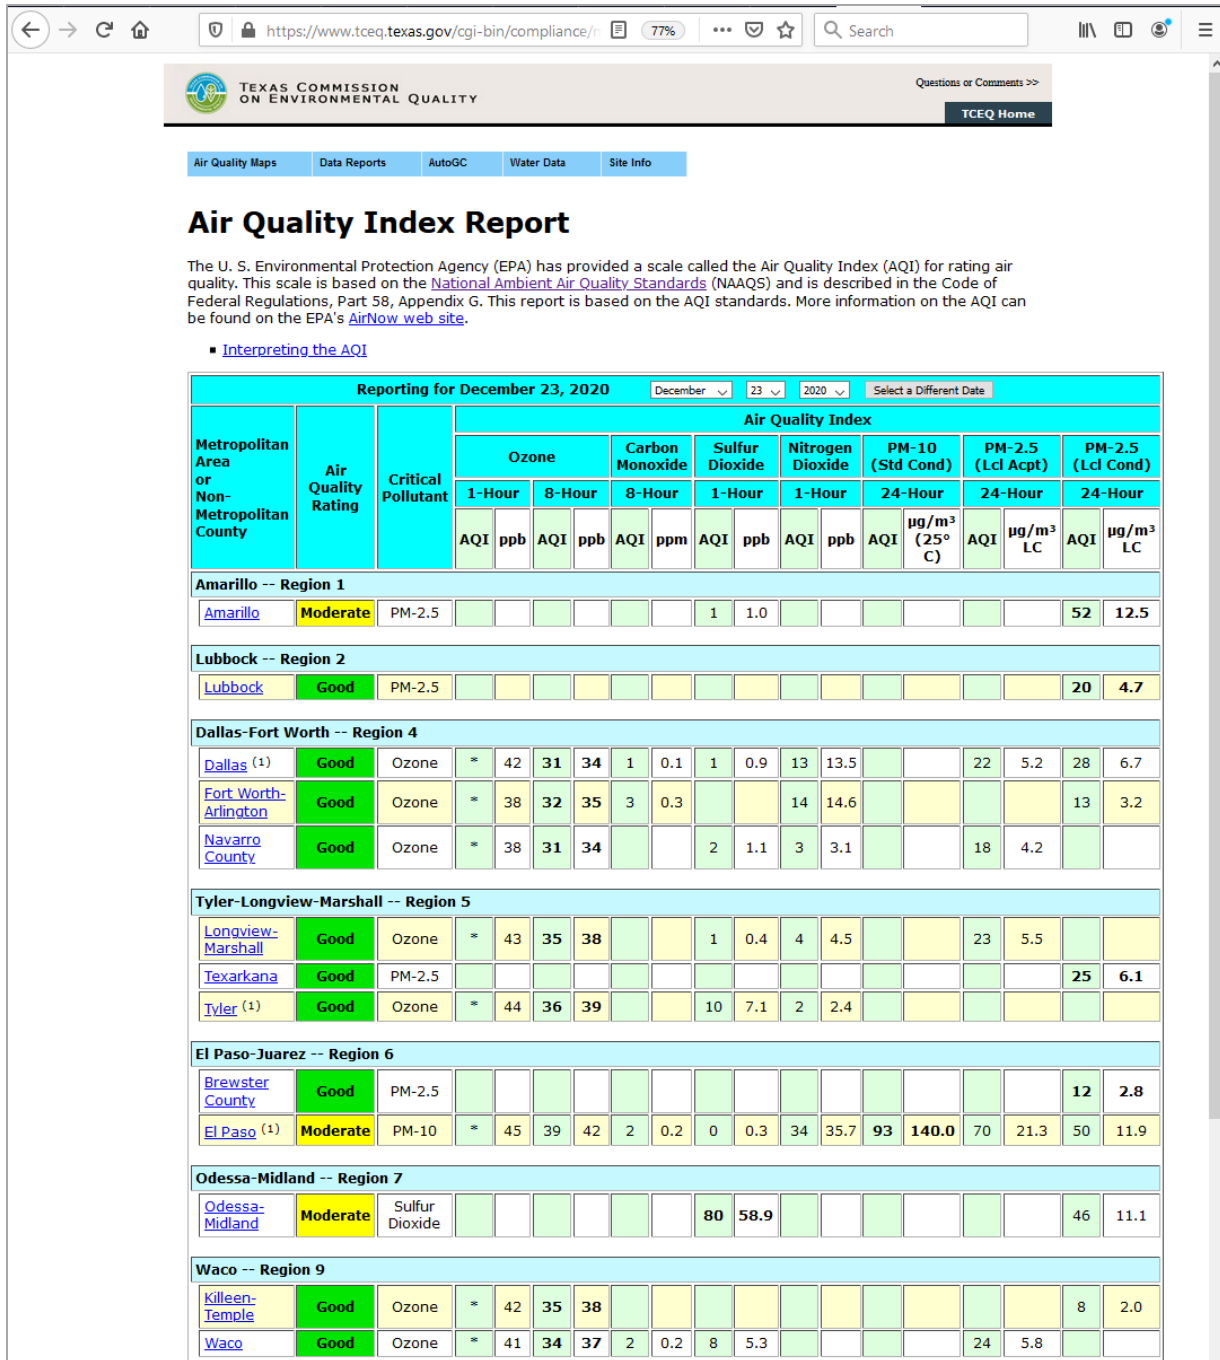 https://www.tceq.texas.gov/cgi-bin/compliance/
77%
Search
TEXAS COMMISSION
ON ENVIRONMENTAL QUALITY
Questions or Comments >>
TCEQ Home
Air Quality Maps Data Reports AutoGC Water Data Site Info
Air Quality Index Report
The U. S. Environmental Protection Agency (EPA) has provided a scale called the Air Quality Index (AQI) for rating air
quality. This scale is based on the National Ambient Air Quality Standards (NAAQS) and is described in the Code of
Federal Regulations, Part 58, Appendix G. This report is based on the AQI standards. More information on the AQI can
be found on the EPA's AirNow web site.
Interpreting the AQI
Reporting for December 23, 2020 December 23 2020 Select a Different Date
Metropolitan
Area
or
Non-
Metropolitan
County
Air
Quality
Rating
Critical
Pollutant
Air Quality Index
Ozone
Carbon
Monoxide
Sulfur
Dioxide
Nitrogen
Dioxide
PM-10
(Std Cond)
PM-2.5
(Lcl Acpt)
PM-2.5
(Lcl Cond)
1-Hour 8-Hour 8-Hour 1-Hour 1-Hour 24-Hour 24-Hour 24-Hour
AQI ppb AQI ppb AQI ppm AQI ppb AQI ppb AQI
µg/m³
(25°
C)
AQI
µg/m³
LC
AQI
µg/m³
LC
Amarillo -- Region 1
Amarillo Moderate PM-2.5 1 1.0 52 12.5
Lubbock -- Region 2
Lubbock Good PM-2.5 20 4.7
Dallas-Fort Worth -- Region 4
Dallas (1) Good Ozone * 42 31 34 1 0.1 1 0.9 13 13.5 22 5.2 28 6.7
Fort Worth-
Arlington
Good Ozone * 38 32 35 3 0.3 14 14.6 13 3.2
Navarro
County
Good Ozone * 38 31 34 2 1.1 3 3.1 18 4.2
Tyler-Longview-Marshall -- Region 5
Longview-
Marshall
Good Ozone * 43 35 38 1 0.4 4 4.5 23 5.5
Texarkana Good PM-2.5 25 6.1
Tyler (1) Good Ozone * 44 36 39 10 7.1 2 2.4
El Paso-Juarez -- Region 6
Brewster
County
Good PM-2.5 12 2.8
El Paso (1) Moderate PM-10 * 45 39 42 2 0.2 0 0.3 34 35.7 93 140.0 70 21.3 50 11.9
Odessa-Midland -- Region 7
Odessa-
Midland
Moderate
Sulfur
Dioxide
80 58.9 46 11.1
Waco -- Region 9
Killeen-
Temple
Good Ozone * 42 35 38 8 2.0
Waco Good Ozone * 41 34 37 2 0.2 8 5.3 24 5.8